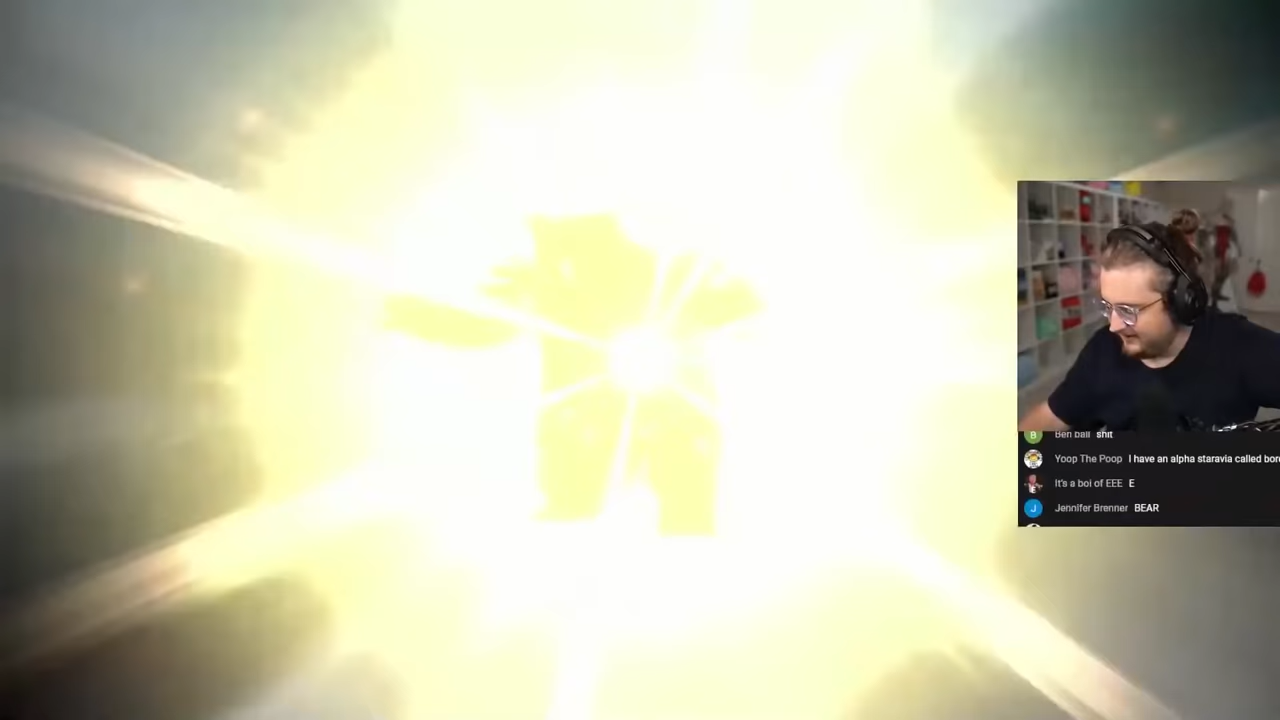 Ben ball shit
Yoop The Poop I have an alpha staravia called bor
It's a boi of EEE E
Jennifer Brenner BEAR